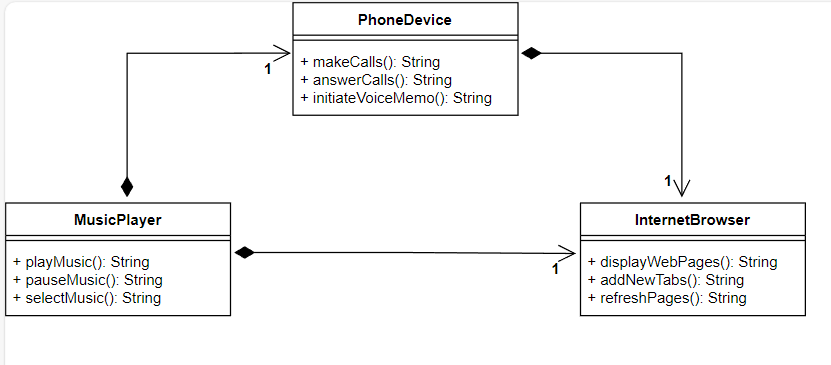 PhoneDevice
+ makeCalls(): String
+ answerCalls(): String
+ initiateVoiceMemo(): String
1
1
MusicPlayer
+ playMusic(): String
+ pauseMusic(): String
+ selectMusic(): String
1
InternetBrowser
+ displayWebPages(): String
+ addNewTabs(): String
+ refreshPages(): String